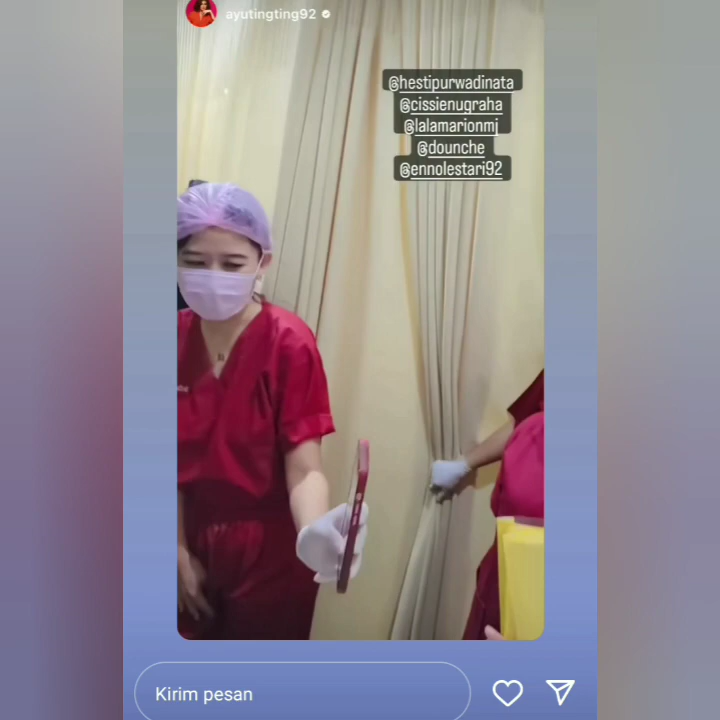 ayutingting92
@hestipurwadinata
@cissienugraha
@lalamarionmj
@dounche
@ennolestari92
Kirim pesan